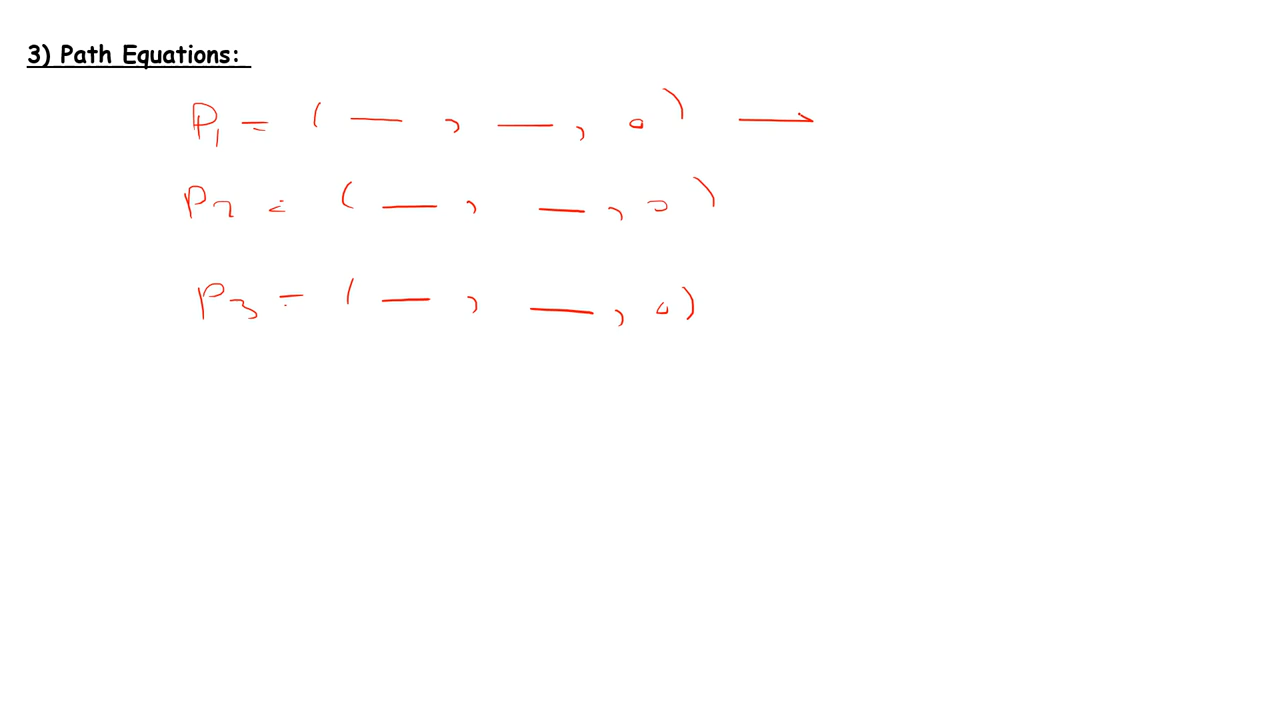 3) Path Equations:
P1 = ( — , — , 0 ) →
P2 = ( — , — , 0 )
P3 = ( — , — , 0 )